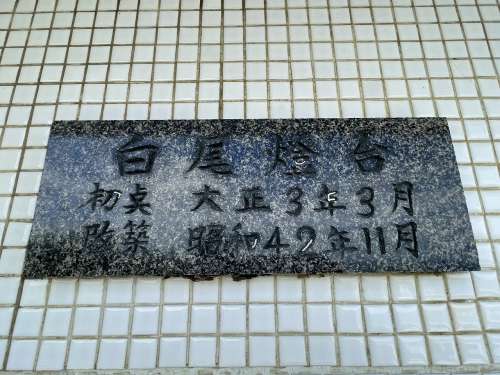 白尾燈台
初点 大正3年3月
改築 昭和42年11月